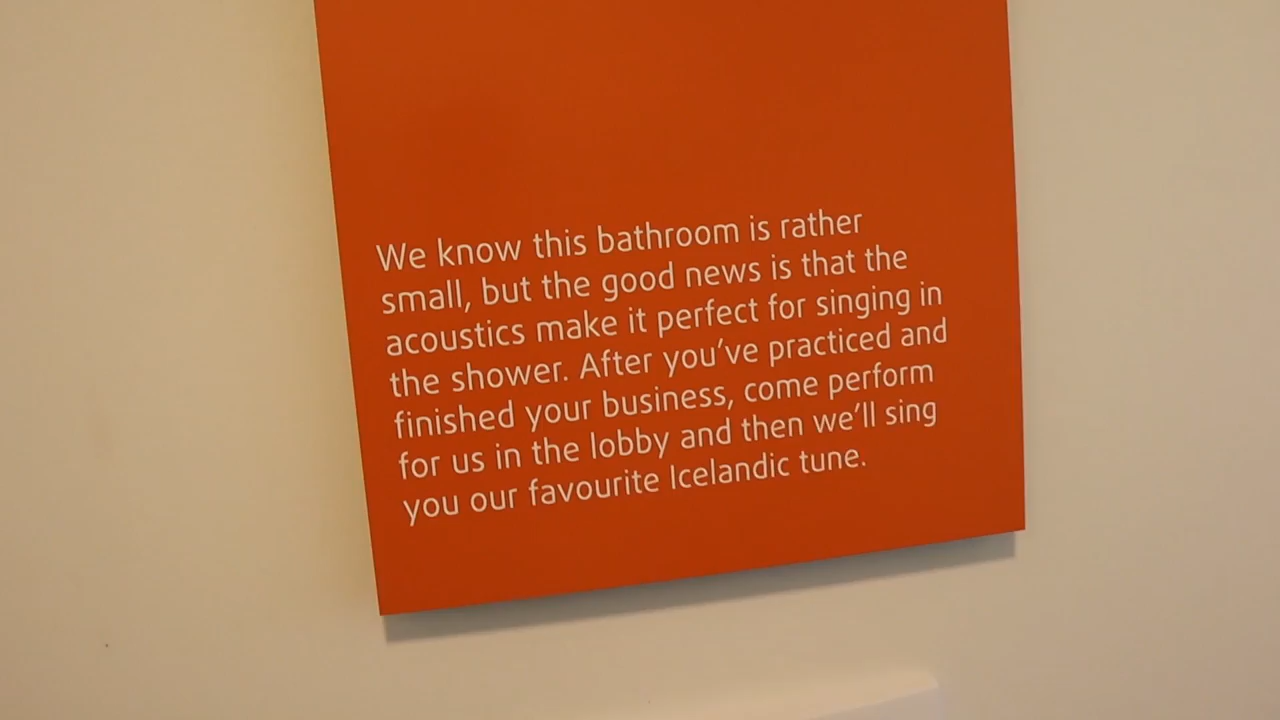 We know this bathroom is rather
small, but the good news is that the
acoustics make it perfect for singing in
the shower. After you've practiced and
finished your business, come perform
for us in the lobby and then we'll sing
you our favourite Icelandic tune.